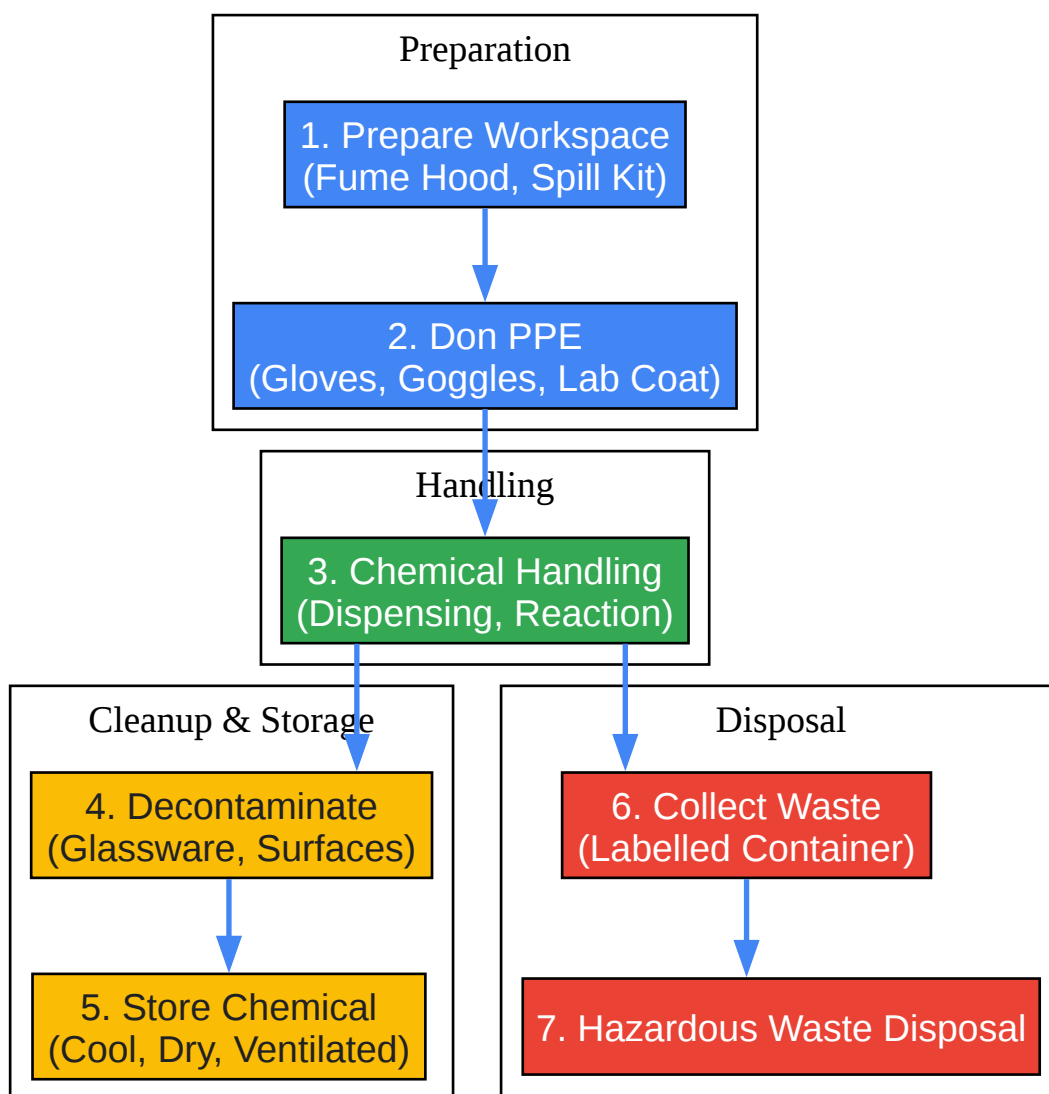 Preparation
1. Prepare Workspace
(Fume Hood, Spill Kit)
2. Don PPE
(Gloves, Goggles, Lab Coat)
Handling
3. Chemical Handling
(Dispensing, Reaction)
Cleanup & Storage
4. Decontaminate
(Glassware, Surfaces)
5. Store Chemical
(Cool, Dry, Ventilated)
Disposal
6. Collect Waste
(Labelled Container)
7. Hazardous Waste Disposal